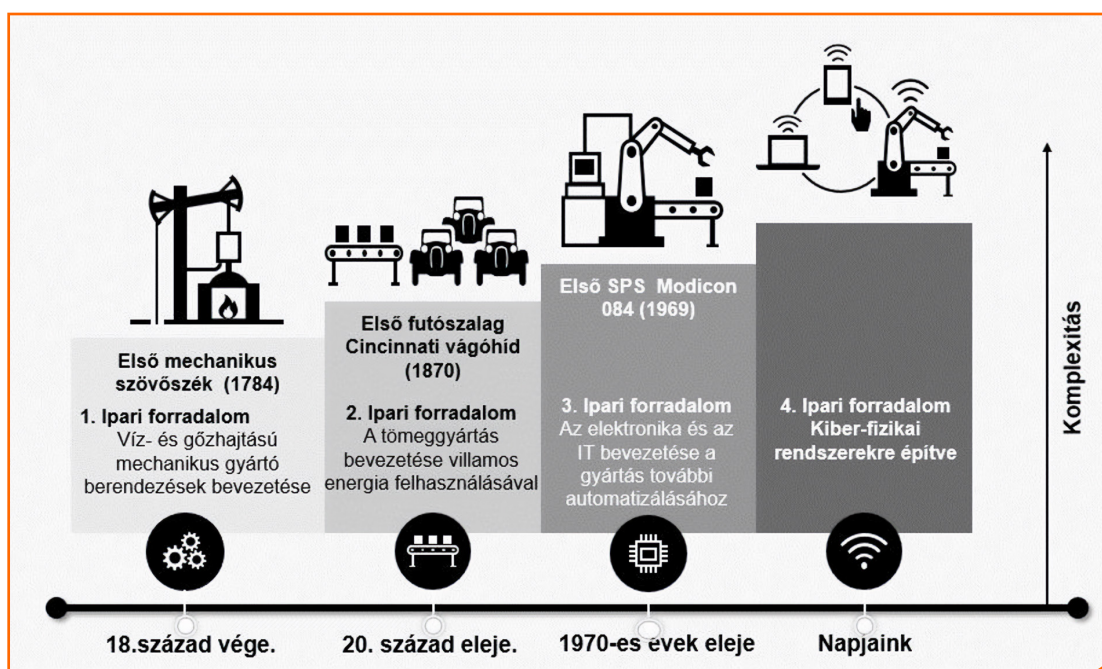 Első mechanikus
szövőszék (1784)
1. Ipari forradalom
Víz- és gőzhajtású
mechanikus gyártó
berendezések bevezetése
Első futószalag
Cincinnati vágóhíd
(1870)
2. Ipari forradalom
A tömeggyártás
bevezetése villamos
energia felhasználásával
Első SPS Modicon
084 (1969)
3. Ipari forradalom
Az elektronika és az
IT bevezetése a
gyártás további
automatizálásához
4. Ipari forradalom
Kiber-fizikai
rendszerekre építve
Komplexitás
18.század vége.
20. század eleje.
1970-es évek eleje
Napjaink